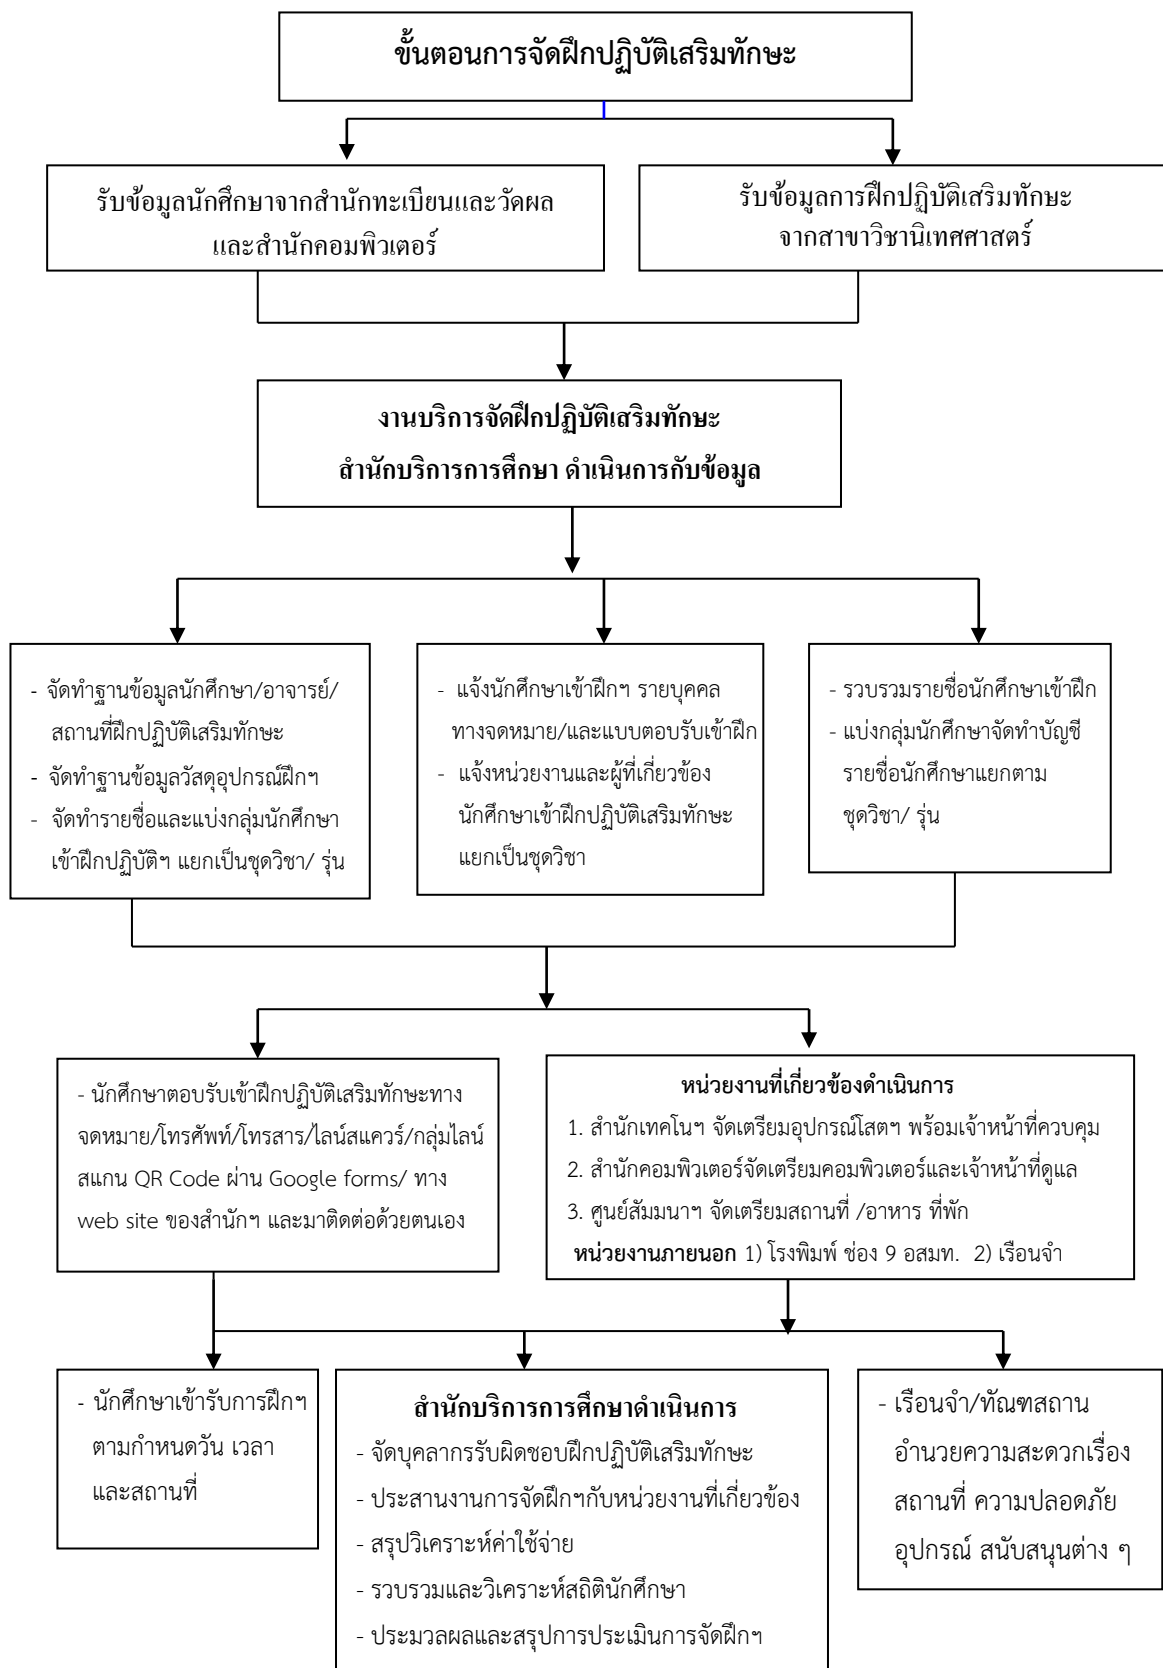 ขั้นตอนการจัดฝึกปฏิบัติเสริมทักษะ
รับข้อมูลนักศึกษาจากสำนักทะเบียนและวัดผล
และสำนักคอมพิวเตอร์
รับข้อมูลการฝึกปฏิบัติเสริมทักษะ
จากสาขาวิชานิเทศศาสตร์
งานบริการจัดฝึกปฏิบัติเสริมทักษะ
สำนักบริการการศึกษา ดำเนินการกับข้อมูล
- จัดทำฐานข้อมูลนักศึกษา/อาจารย์/
สถานที่ฝึกปฏิบัติเสริมทักษะ
- จัดทำฐานข้อมูลวัสดุอุปกรณ์ฝึกฯ
- จัดทำรายชื่อและแบ่งกลุ่มนักศึกษา
เข้าฝึกปฏิบัติฯ แยกเป็นชุดวิชา/ รุ่น
- แจ้งนักศึกษาเข้าฝึกฯ รายบุคคล
ทางจดหมาย/และแบบตอบรับเข้าฝึก
- แจ้งหน่วยงานและผู้ที่เกี่ยวข้อง
นักศึกษาเข้าฝึกปฏิบัติเสริมทักษะ
แยกเป็นชุดวิชา
- รวบรวมรายชื่อนักศึกษาเข้าฝึก
- แบ่งกลุ่มนักศึกษาจัดทำบัญชี
รายชื่อนักศึกษาแยกตาม
ชุดวิชา/ รุ่น
- นักศึกษาตอบรับเข้าฝึกปฏิบัติเสริมทักษะทาง
จดหมาย/โทรศัพท์/โทรสาร/ไลน์สแควร์/กลุ่มไลน์
สแกน QR Code ผ่าน Google forms/ ทาง
web site ของสำนักฯ และมาติดต่อด้วยตนเอง
หน่วยงานที่เกี่ยวข้องดำเนินการ
1. สำนักเทคโนฯ จัดเตรียมอุปกรณ์โสตฯ พร้อมเจ้าหน้าที่ควบคุม
2. สำนักคอมพิวเตอร์จัดเตรียมคอมพิวเตอร์และเจ้าหน้าที่ดูแล
3. ศูนย์สัมมนาฯ จัดเตรียมสถานที่ /อาหาร ที่พัก
หน่วยงานภายนอก 1) โรงพิมพ์ ช่อง 9 อสมท. 2) เรือนจำ
- นักศึกษาเข้ารับการฝึกฯ
ตามกำหนดวัน เวลา
และสถานที่
สำนักบริการการศึกษาดำเนินการ
- จัดบุคลากรรับผิดชอบฝึกปฏิบัติเสริมทักษะ
- ประสานงานการจัดฝึกฯกับหน่วยงานที่เกี่ยวข้อง
- สรุปวิเคราะห์ค่าใช้จ่าย
- รวบรวมและวิเคราะห์สถิตินักศึกษา
- ประมวลผลและสรุปการประเมินการจัดฝึกฯ
- เรือนจำ/ทัณฑสถาน
อำนวยความสะดวกเรื่อง
สถานที่ ความปลอดภัย
อุปกรณ์ สนับสนุนต่าง ๆ